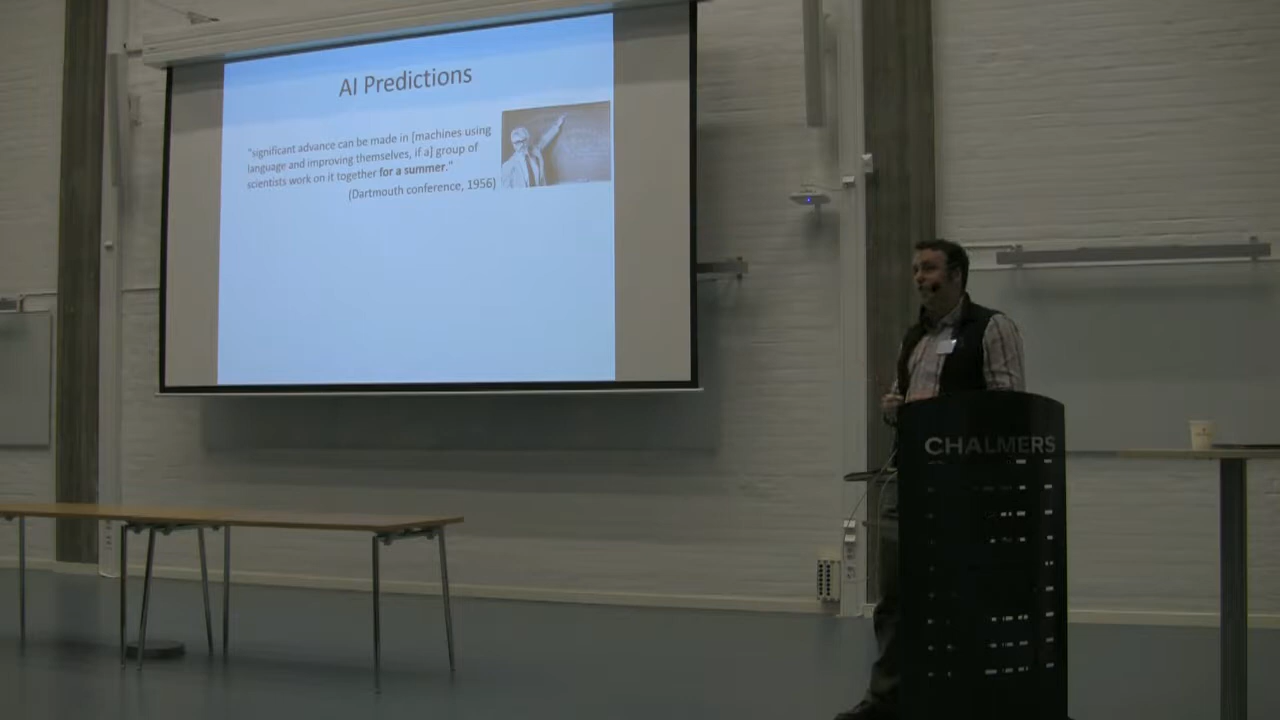 AI Predictions
"significant advance can be made in [machines using
language and improving themselves, if a] group of
scientists work on it together for a summer."
(Dartmouth conference, 1956)
CHALMERS